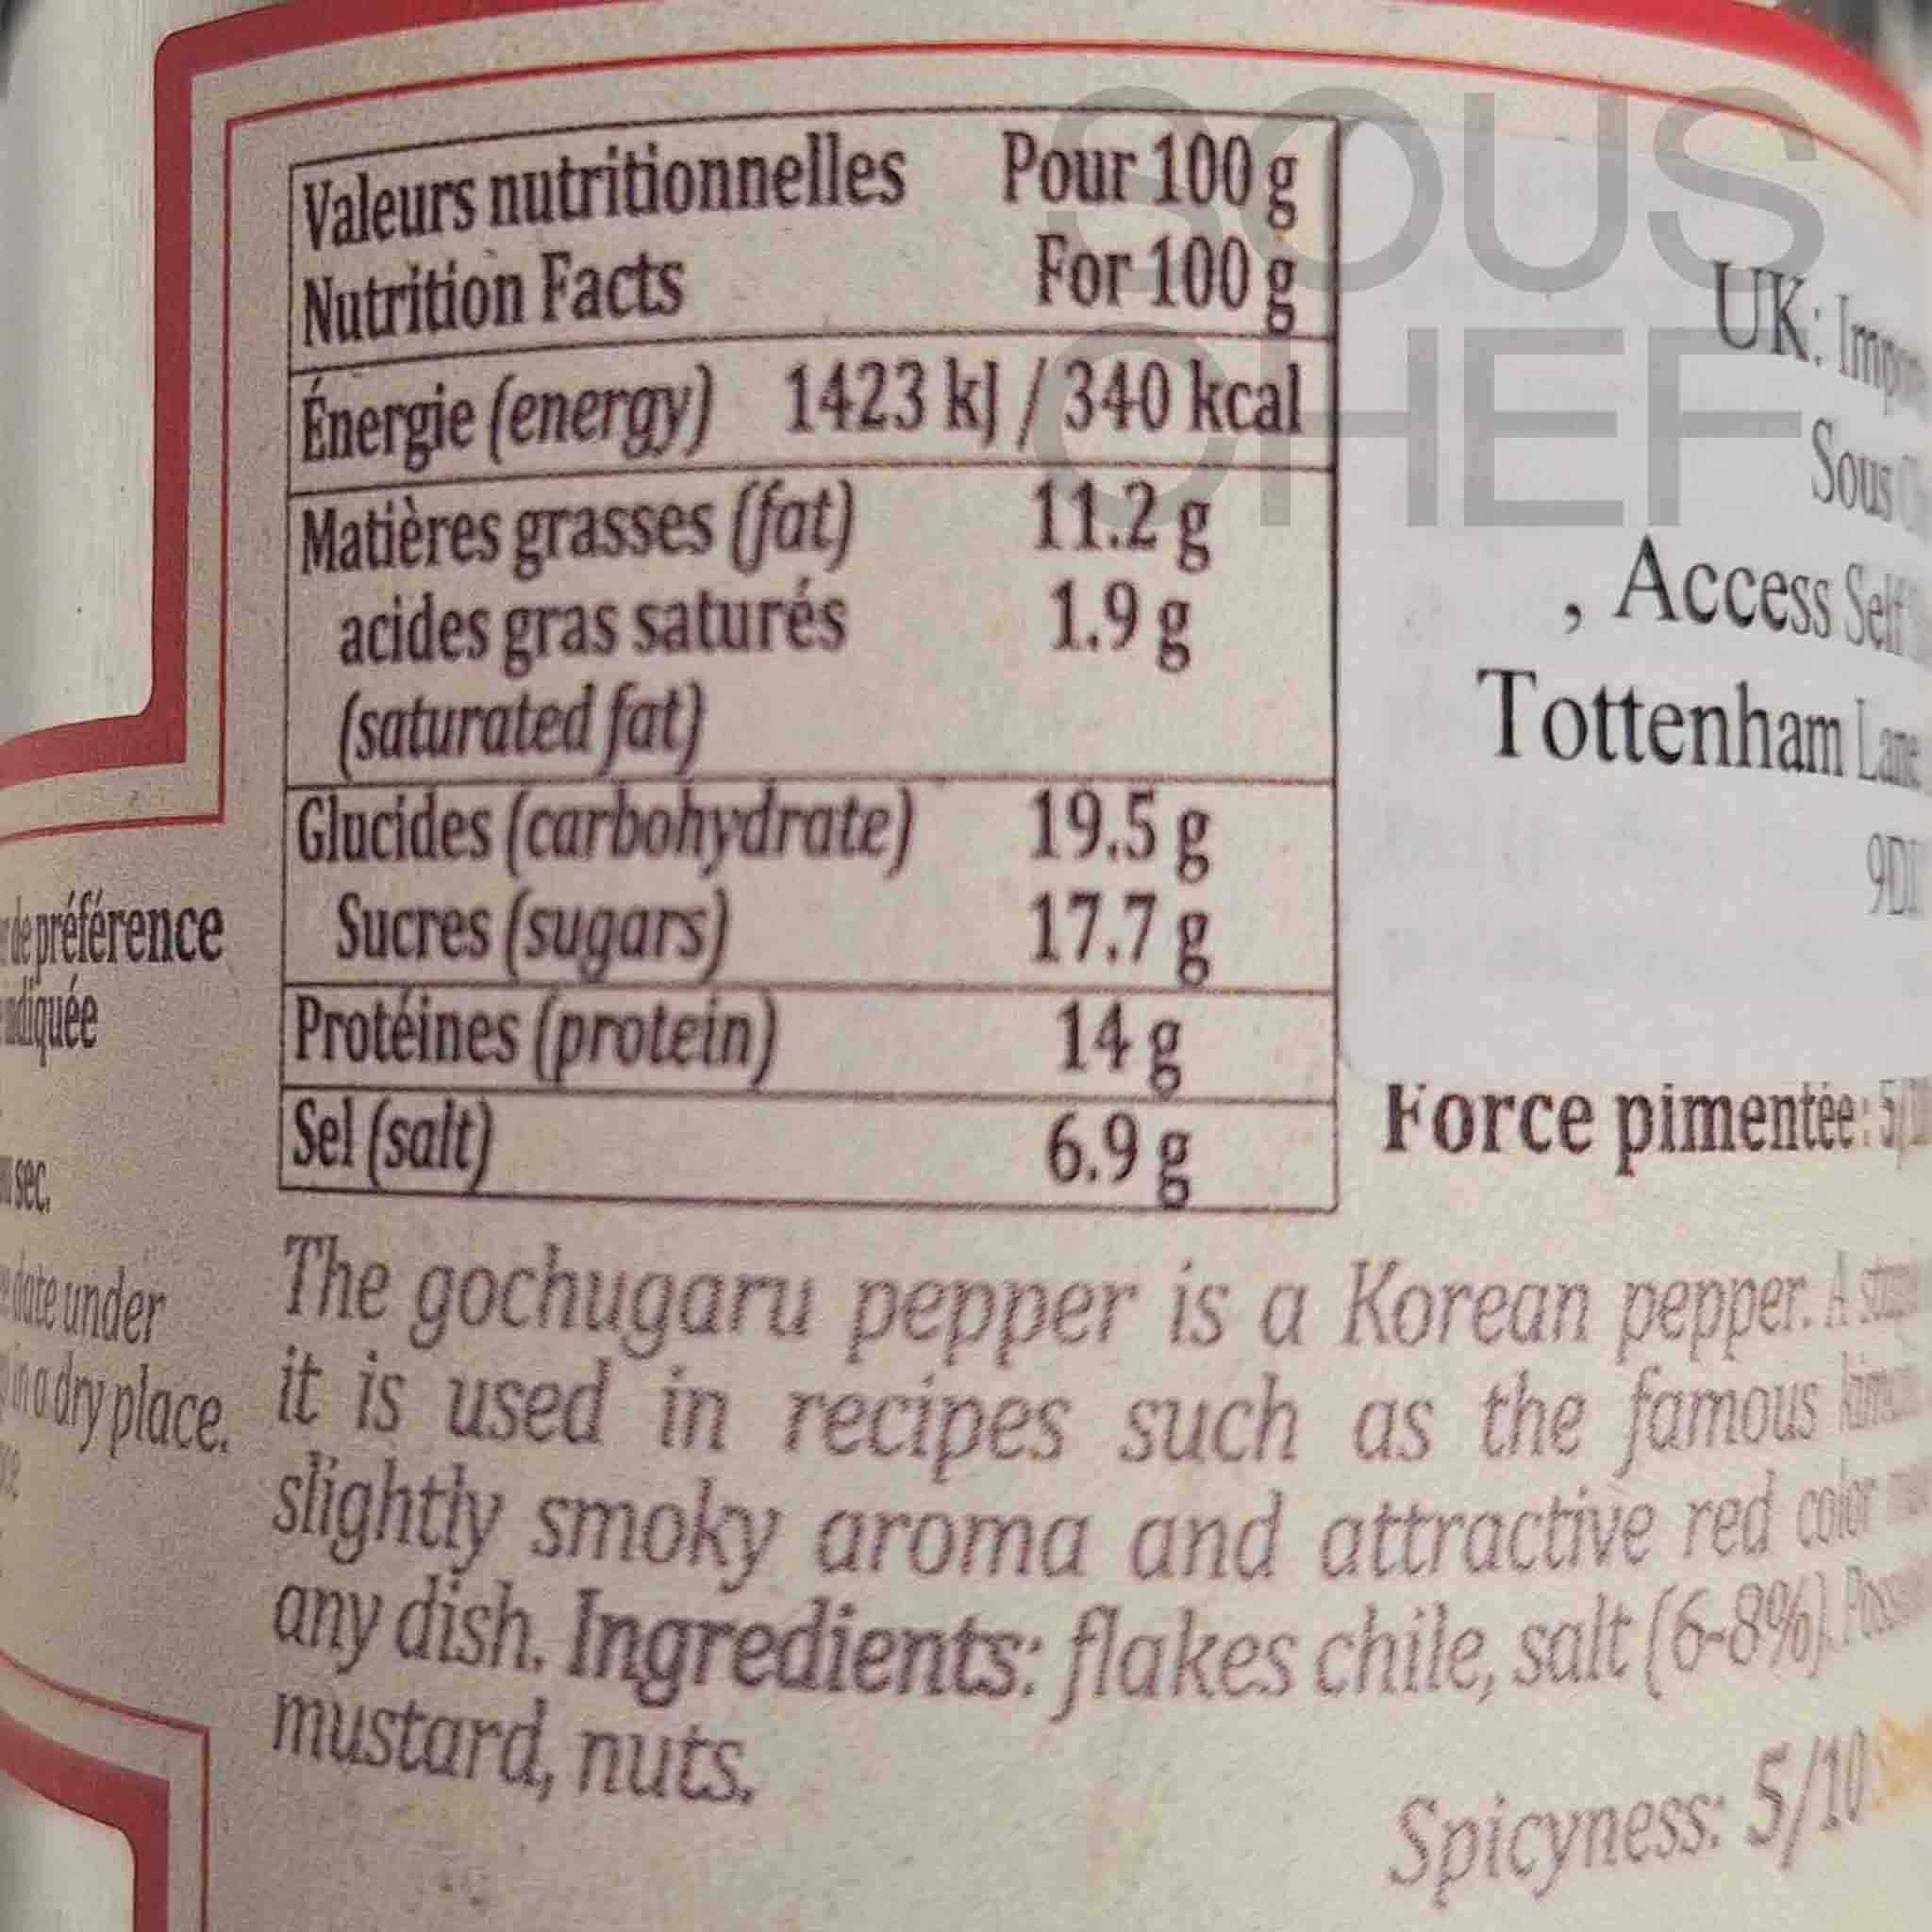 SOUS
CHEF
Valeurs nutritionnelles Pour 100 g
Nutrition Facts For 100 g
Énergie (energy) 1423 kJ / 340 kcal
Matières grasses (fat) 11.2 g
acides gras saturés 1.9 g
(saturated fat)
Glucides (carbohydrate) 19.5 g
Sucres (sugars) 17.7 g
Protéines (protein) 14 g
Sel (salt) 6.9 g
UK:
Sous
, Access Self
Tottenham Lane
Force pimentée: 5/
de préférence
indiquée
sec.
date under
in a dry place.
The gochugaru pepper is a Korean pepper. A
it is used in recipes such as the famous
slightly smoky aroma and attractive red color
any dish. Ingredients: flakes chile, salt (6-8%).
mustard, nuts.
Spicyness: 5/10